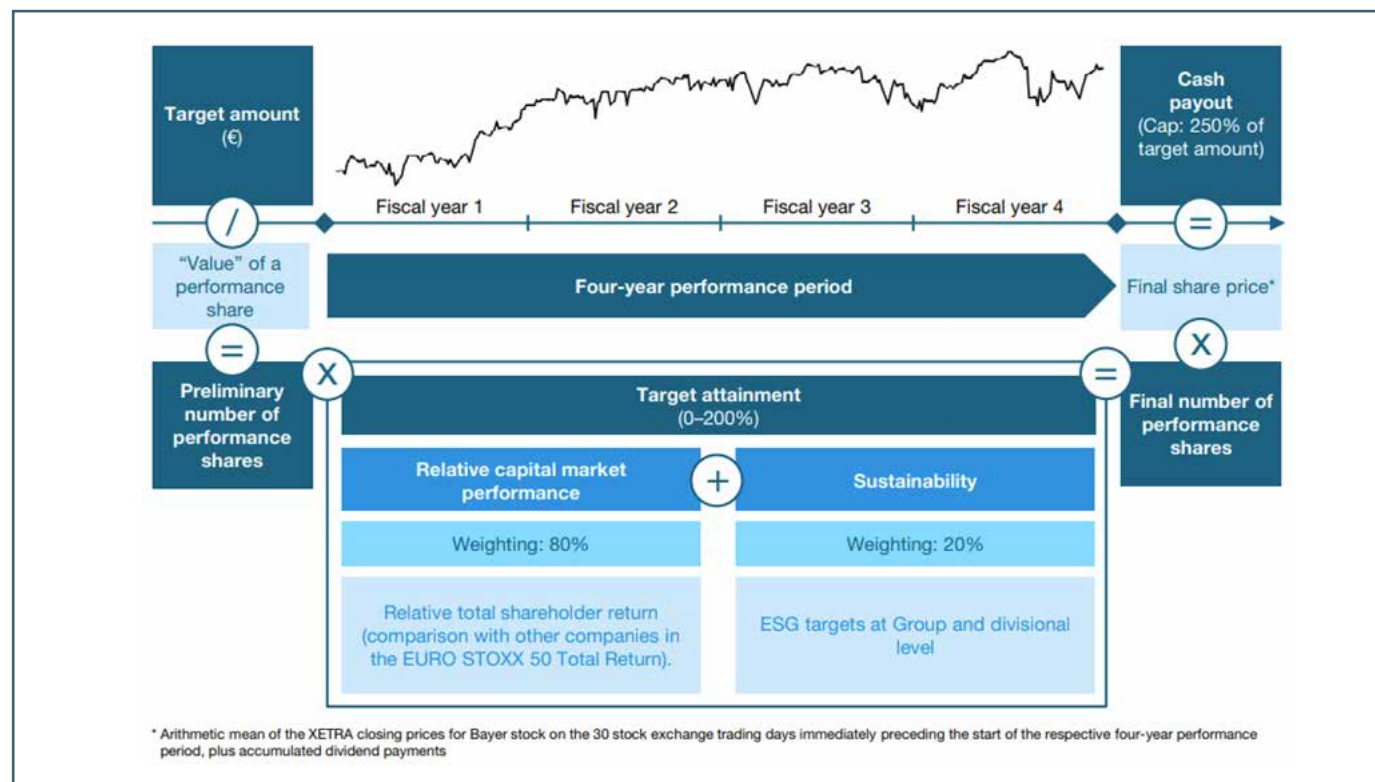 Target amount
(€)
Cash
payout
(Cap: 250% of
target amount)
Fiscal year 1
Fiscal year 2
Fiscal year 3
Fiscal year 4
/
=
“Value” of a
performance
share
Four-year performance period
Final share price*
=
X
Preliminary
number of
performance
shares
X
Target attainment
(0–200%)
=
Final number of
performance
shares
Relative capital market
performance
+
Sustainability
Weighting: 80%
Weighting: 20%
Relative total shareholder return
(comparison with other companies in
the EURO STOXX 50 Total Return).
ESG targets at Group and divisional
level
* Arithmetic mean of the XETRA closing prices for Bayer stock on the 30 stock exchange trading days immediately preceding the start of the respective four-year performance
period, plus accumulated dividend payments